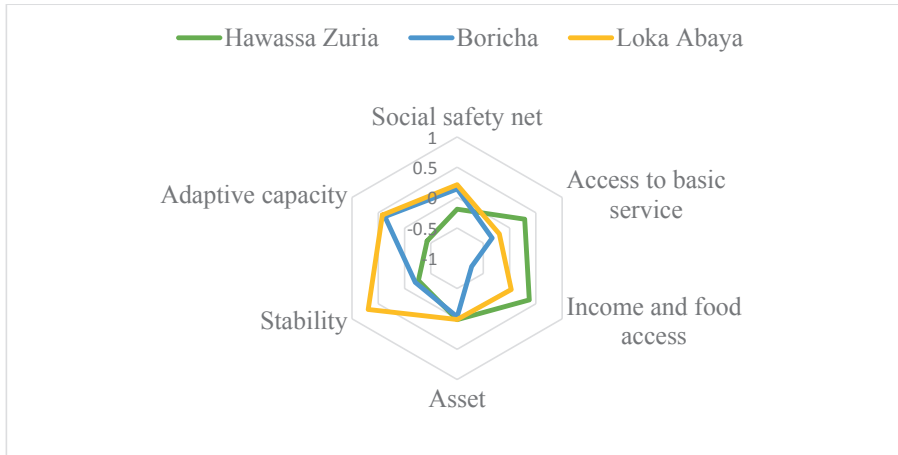 Hawassa Zuria Boricha Loka Abaya
Social safety net
1
0.5
0
-0.5
-1
Access to basic
service
Income and food
access
Asset
Stability
Adaptive capacity